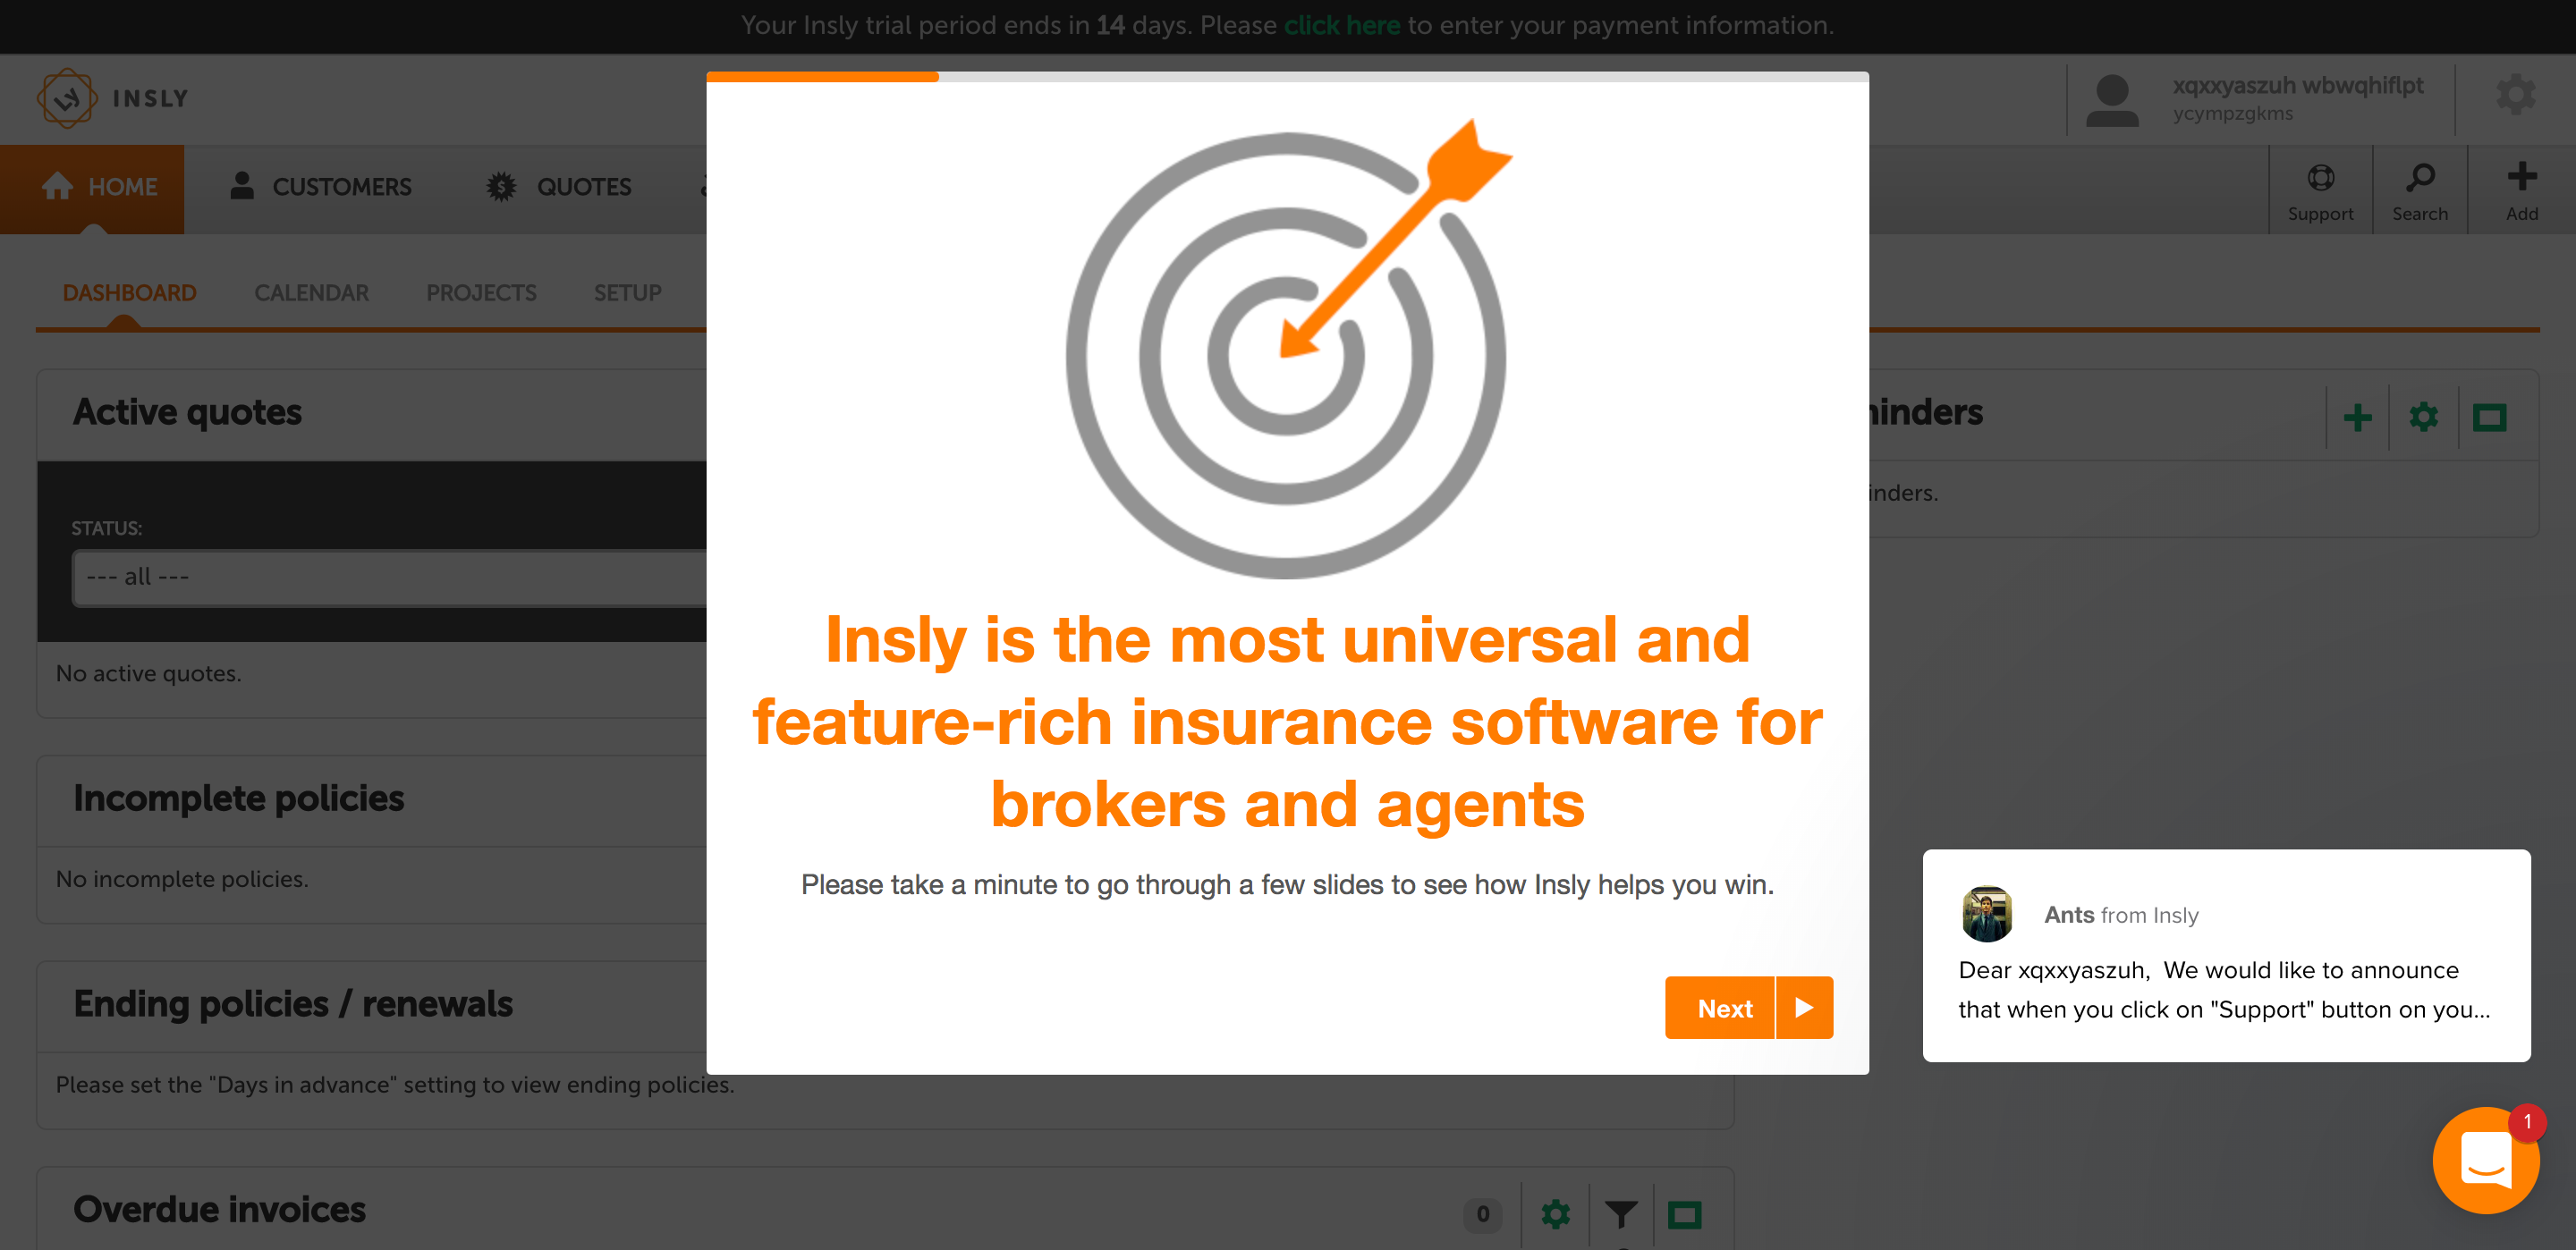 Your Insly trial period ends in 14 days. Please click here to enter your payment information.
INSLY
xqxxyaszuh wbwqhiflpt
ycympzgkms
HOME
CUSTOMERS
QUOTES
Support
Search
Add
DASHBOARD
CALENDAR
PROJECTS
SETUP
Active quotes
STATUS:
--- all ---
No active quotes.
Incomplete policies
No incomplete policies.
Ending policies / renewals
Please set the "Days in advance" setting to view ending policies.
Overdue invoices
0
Insly is the most universal and
feature-rich insurance software for
brokers and agents
Please take a minute to go through a few slides to see how Insly helps you win.
Next
inders
inders.
Ants from Insly
Dear xqxxyaszuh, We would like to announce
that when you click on "Support" button on you...
1